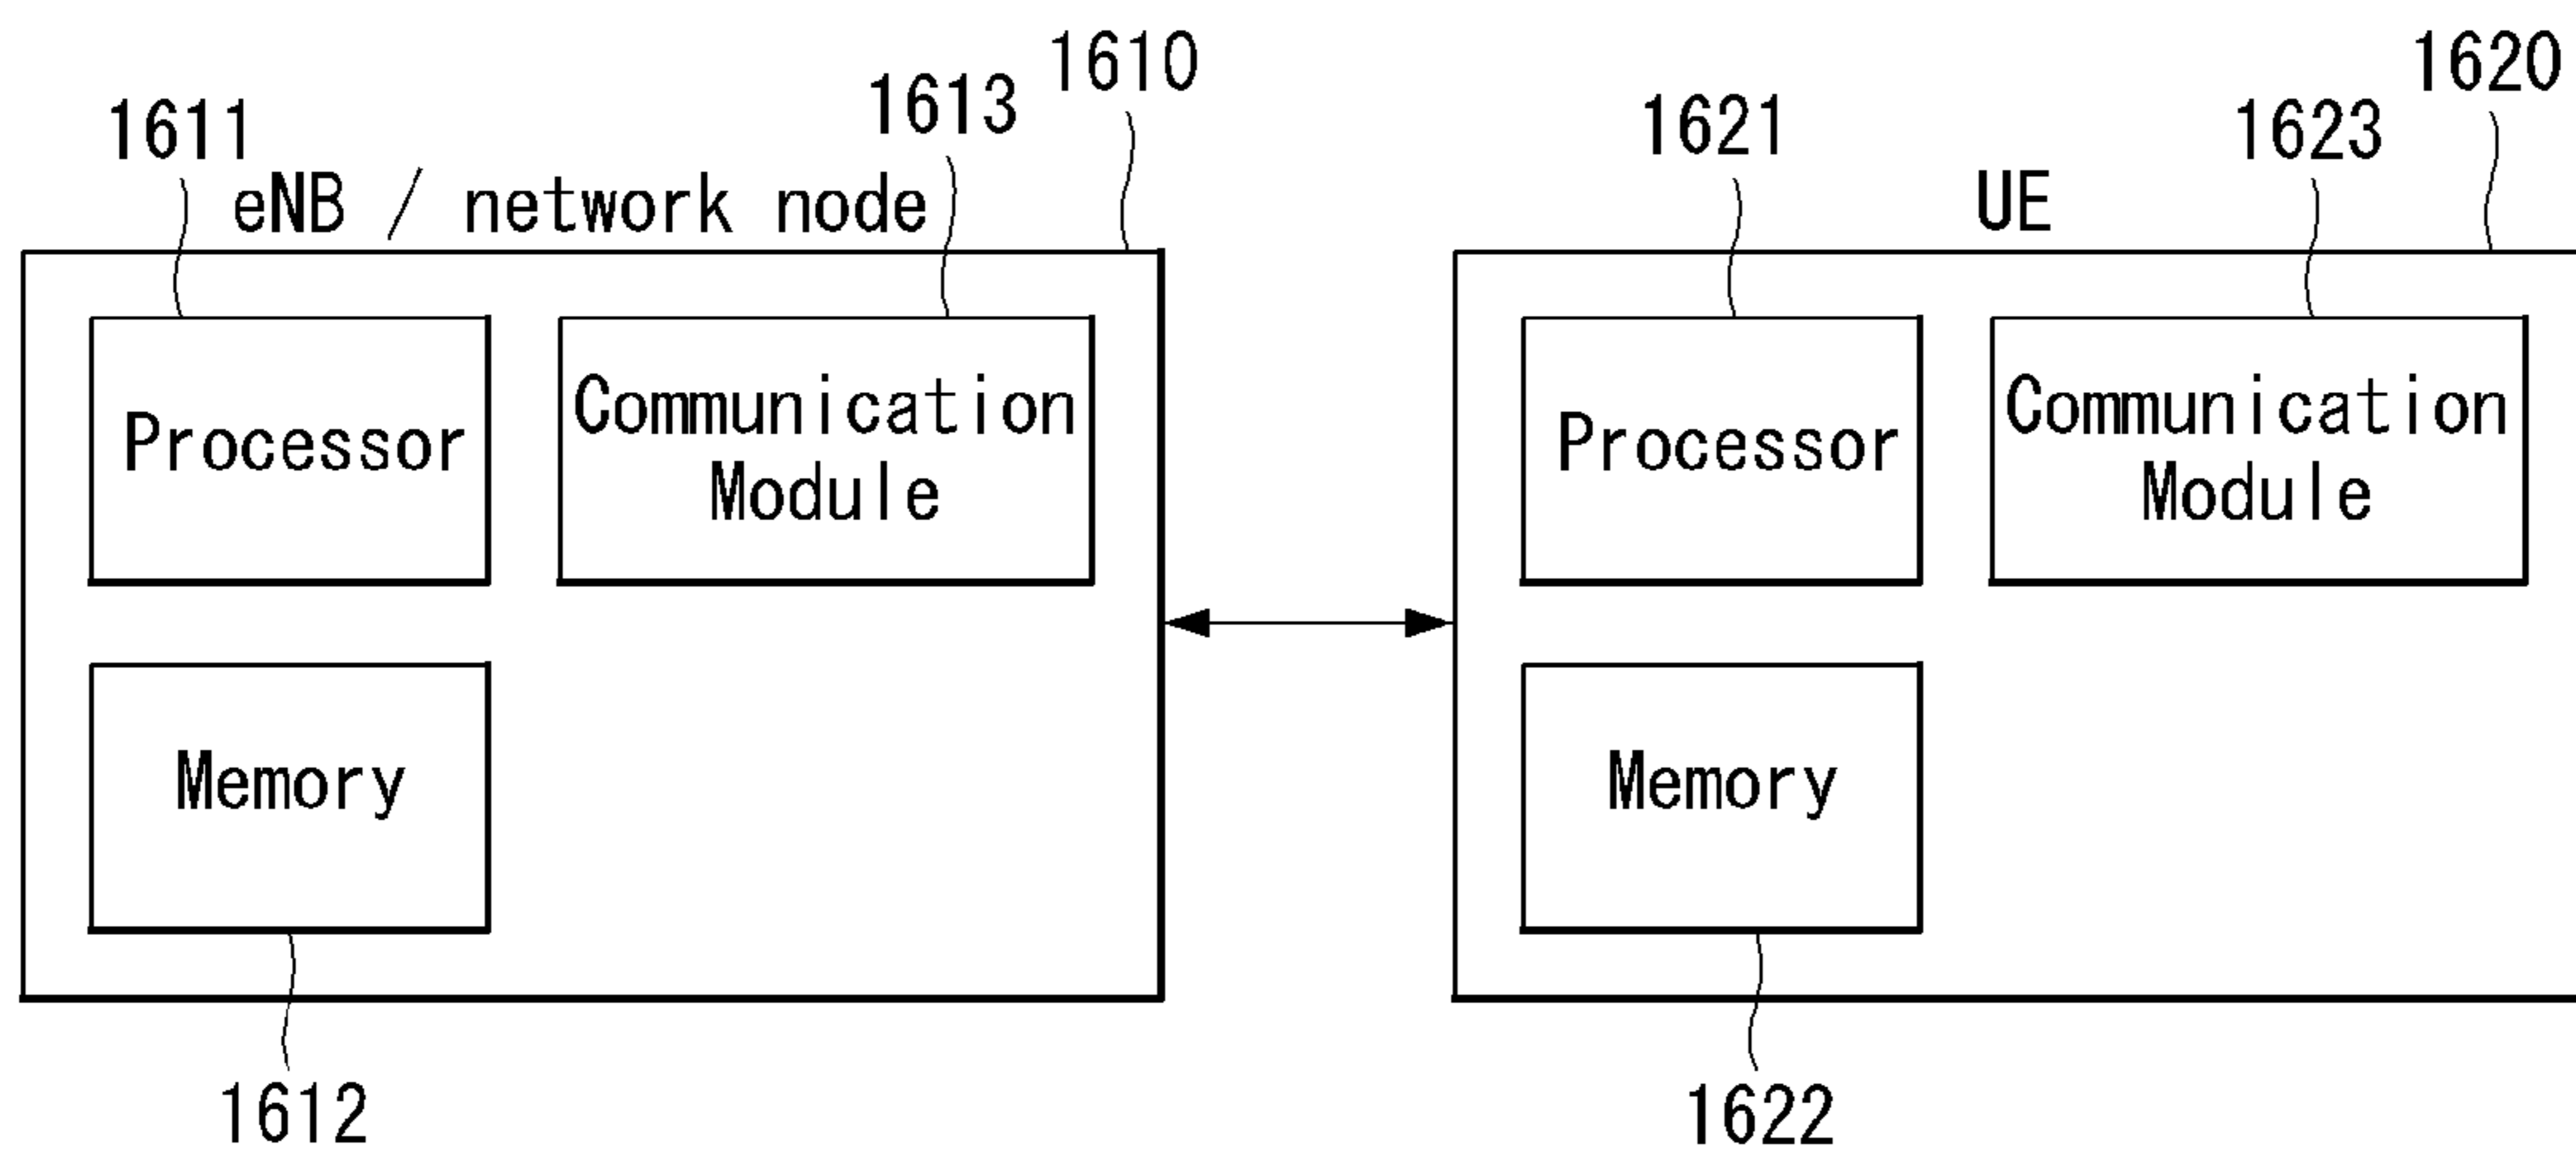 1610
1620
1613
1611
1621
1623
eNB / network node
UE
Processor
Communication
Module
Processor
Communication
Module
Memory
Memory
1612
1622